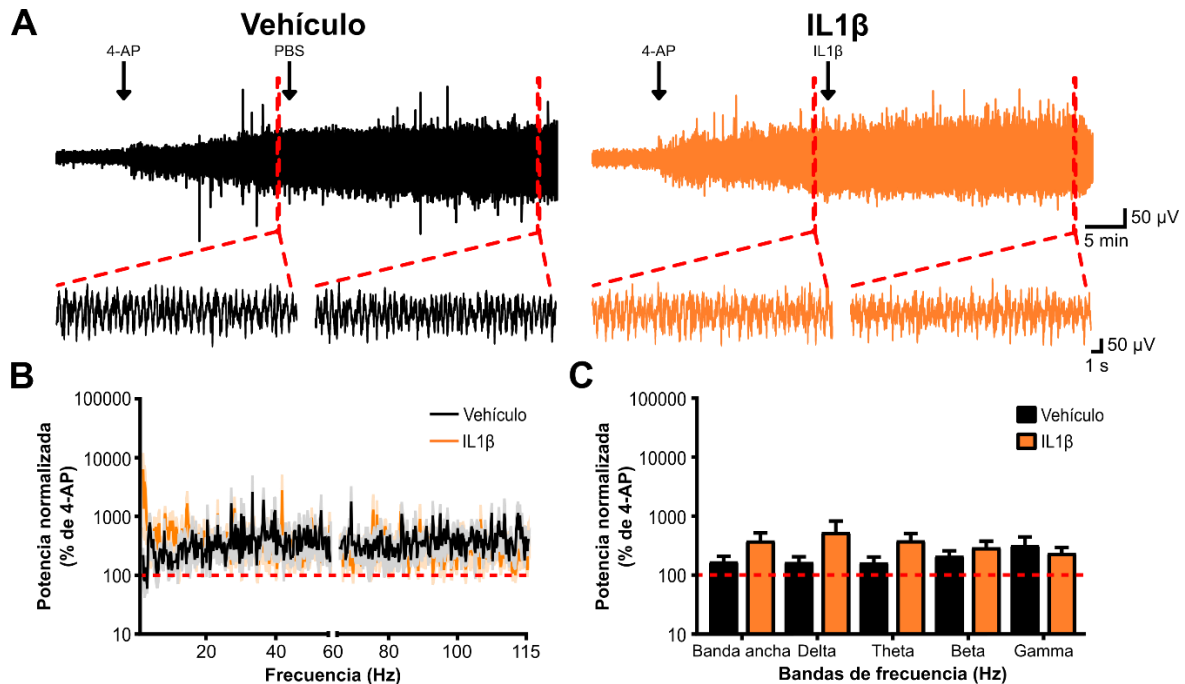 A
Vehículo
IL1β
4-AP
PBS
4-AP
IL1β
50 µV
5 min
50 µV
1 s
B
Potencia normalizada
(% de 4-AP)
100000
10000
1000
100
10
Vehículo
IL1β
20
40
60
80
100
115
Frecuencia (Hz)
C
Potencia normalizada
(% de 4-AP)
100000
10000
1000
100
10
Vehículo
IL1β
Banda ancha
Delta
Theta
Beta
Gamma
Bandas de frecuencia (Hz)